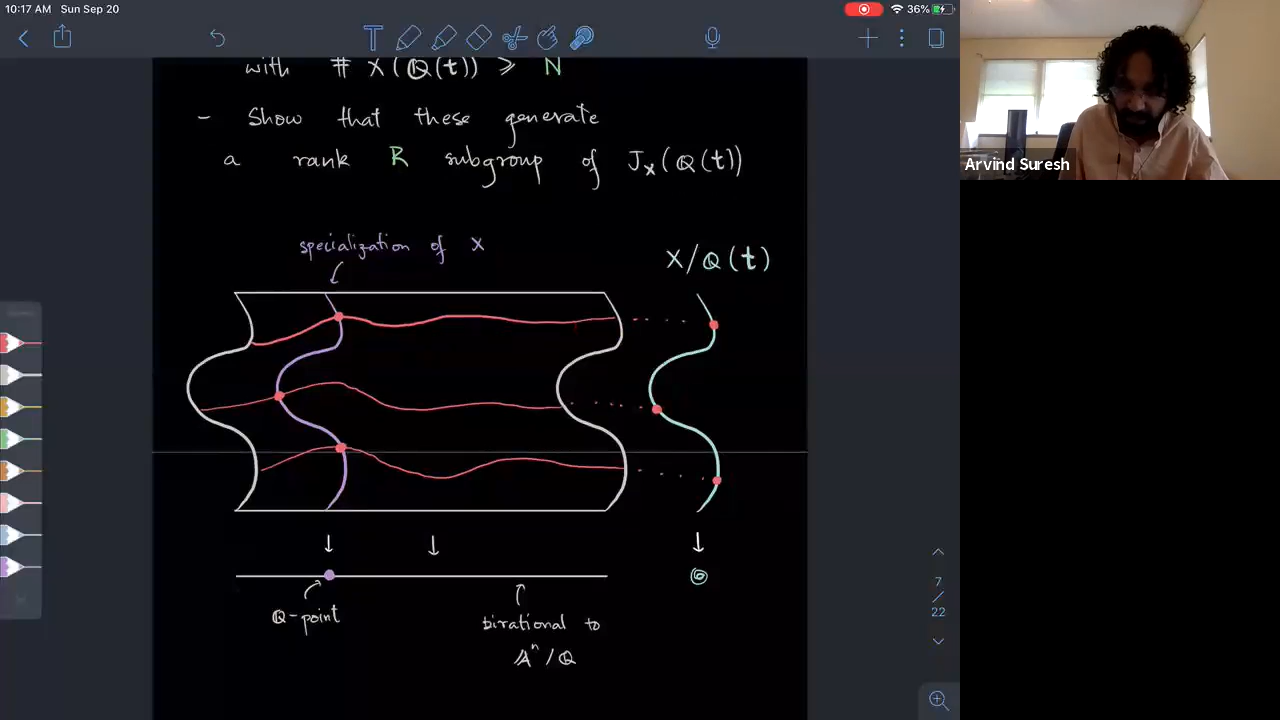 10:17 AM Sun Sep 20
36%
with # X(ℚ(t)) ≥ N
- Show that these generate
a rank R subgroup of J_X(ℚ(t))
Arvind Suresh
specialization of X
X/ℚ(t)
ℚ-point
birational to
𝔸ⁿ/ℚ
7
/
22